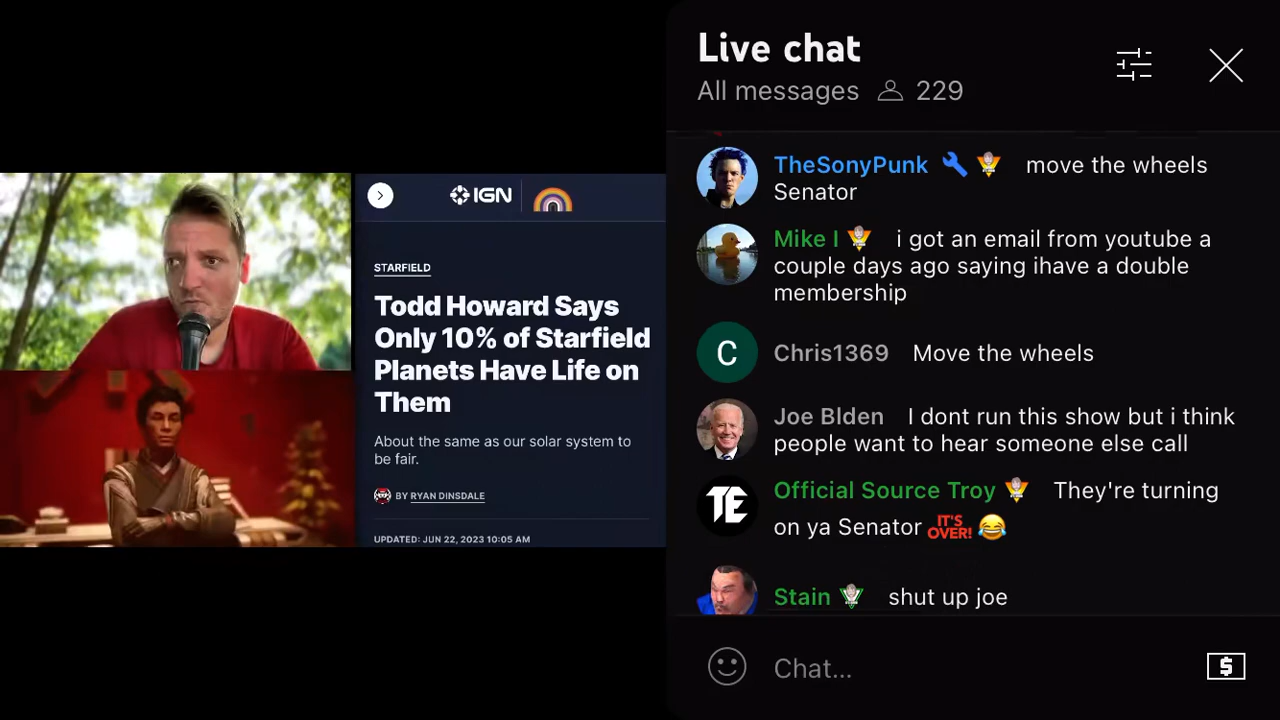 Live chat
All messages 229
TheSonyPunk move the wheels
Senator
Mike I i got an email from youtube a
couple days ago saying ihave a double
membership
C Chris1369 Move the wheels
Joe Blden I dont run this show but i think
people want to hear someone else call
TE Official Source Troy They're turning
on ya Senator IT'S OVER! 😂
Stain shut up joe
Chat...
IGN
STARFIELD
Todd Howard Says
Only 10% of Starfield
Planets Have Life on
Them
About the same as our solar system to
be fair.
BY RYAN DINSDALE
UPDATED: JUN 22, 2023 10:05 AM